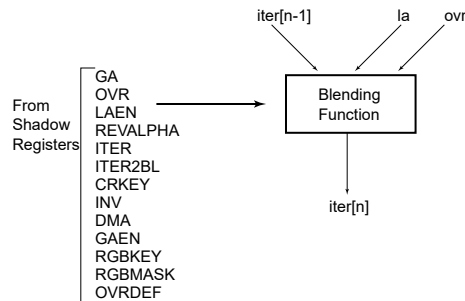 iter[n-1]
la
ovr
GA
OVR
LAEN
REVALPHA
ITER
ITER2BL
CRKEY
INV
DMA
GAEN
RGBKEY
RGBMASK
OVRDEF
From
Shadow
Registers
Blending
Function
iter[n]